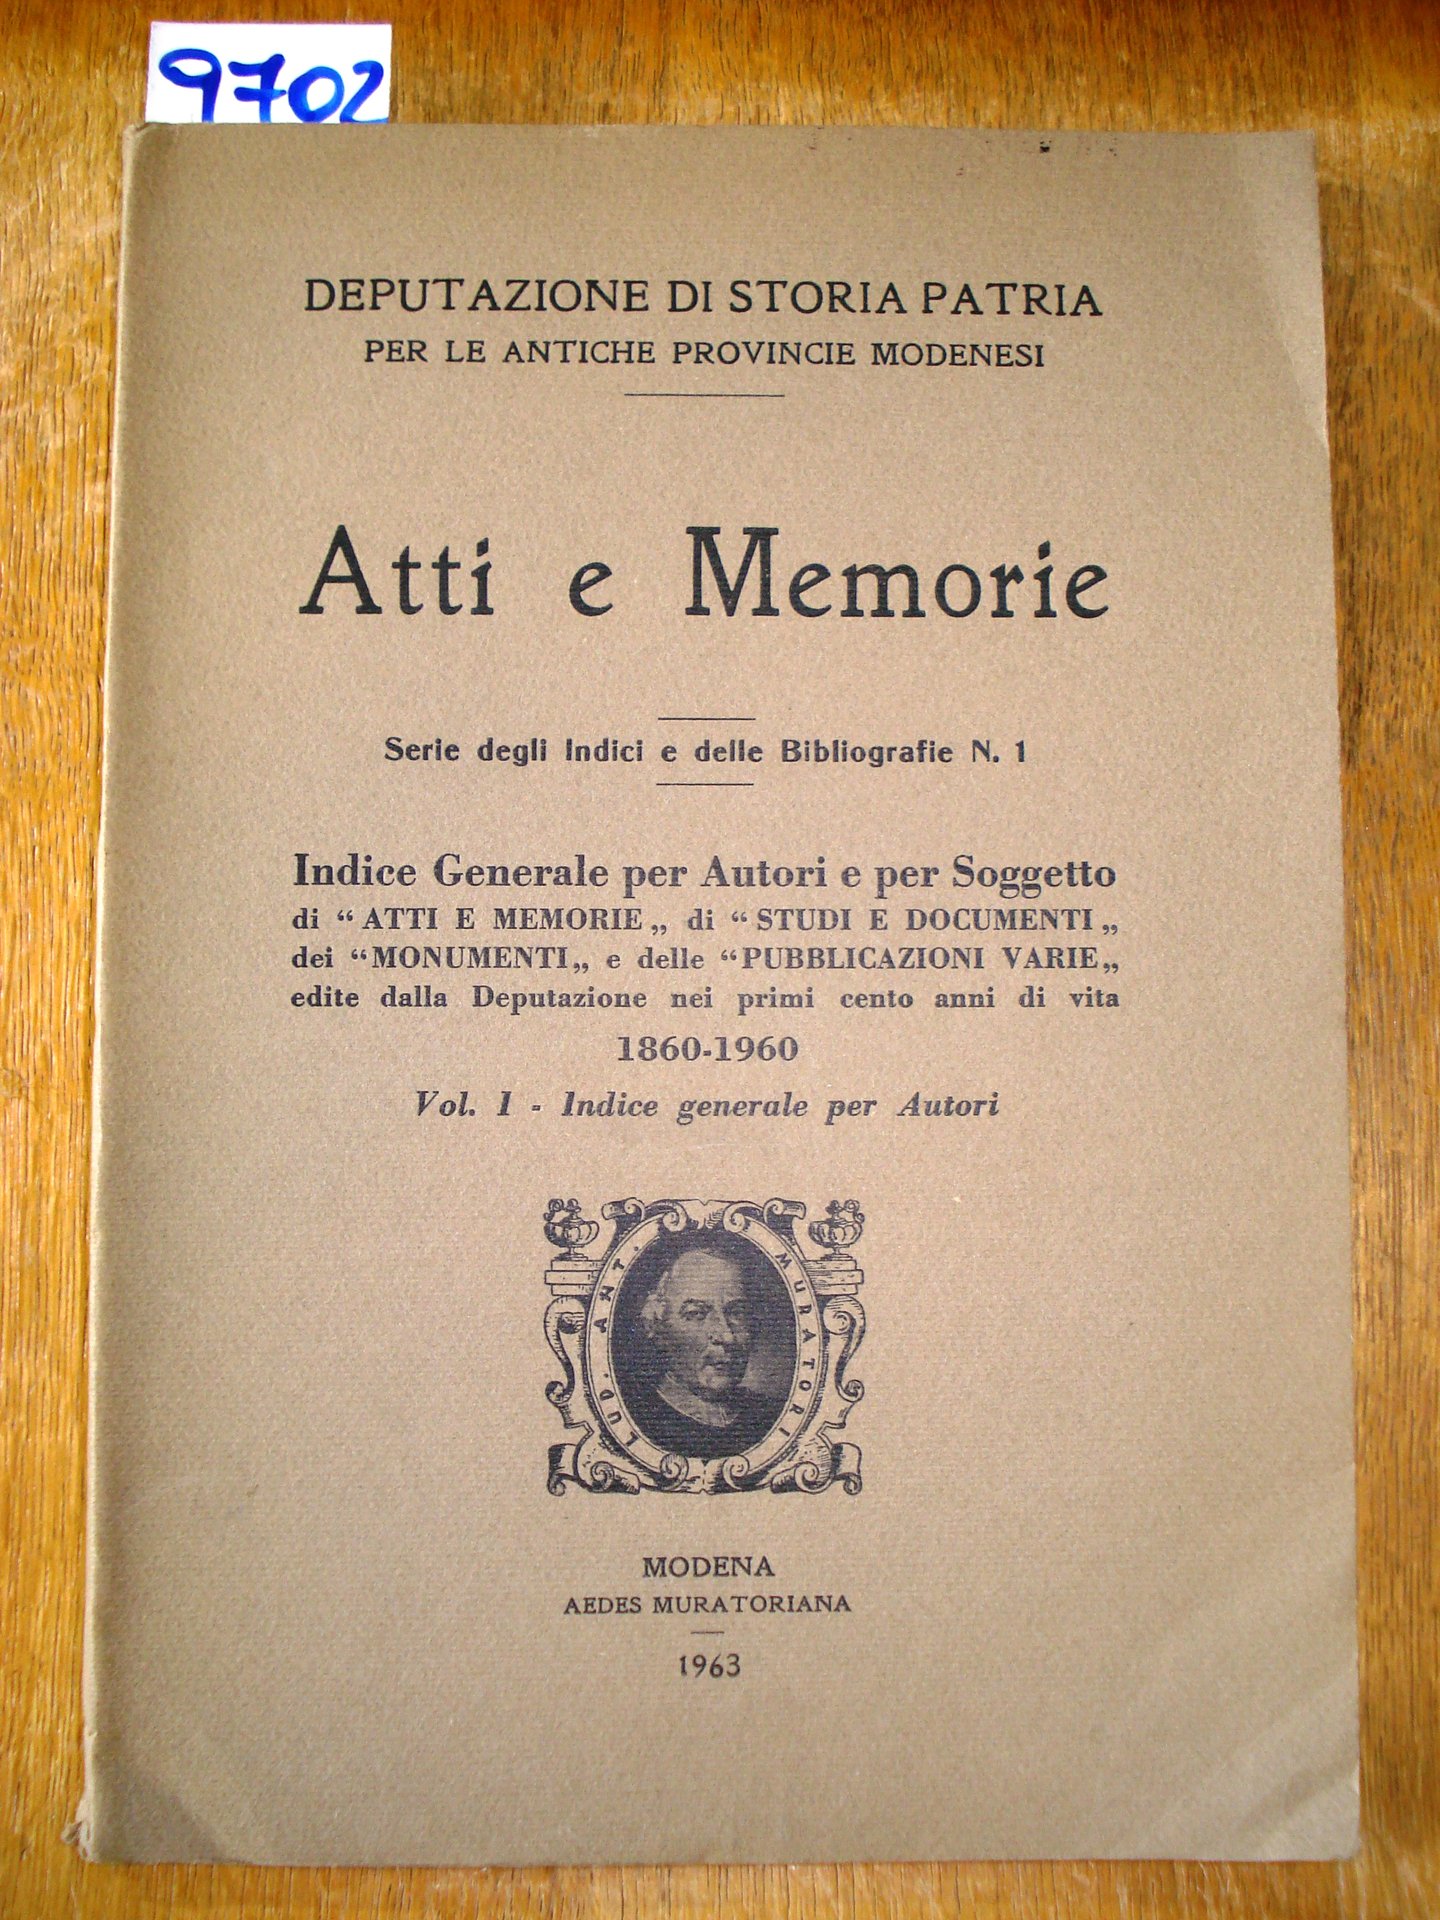 9702
DEPUTAZIONE DI STORIA PATRIA
PER LE ANTICHE PROVINCIE MODENESI
Atti e Memorie
Serie degli Indici e delle Bibliografie N. 1
Indice Generale per Autori e per Soggetto
di “ ATTI E MEMORIE „ di “ STUDI E DOCUMENTI „
dei “MONUMENTI„ e delle “PUBBLICAZIONI VARIE„
edite dalla Deputazione nei primi cento anni di vita
1860-1960
Vol. I - Indice generale per Autori
LUD. ANT. MURATORI
MODENA
AEDES MURATORIANA
1963